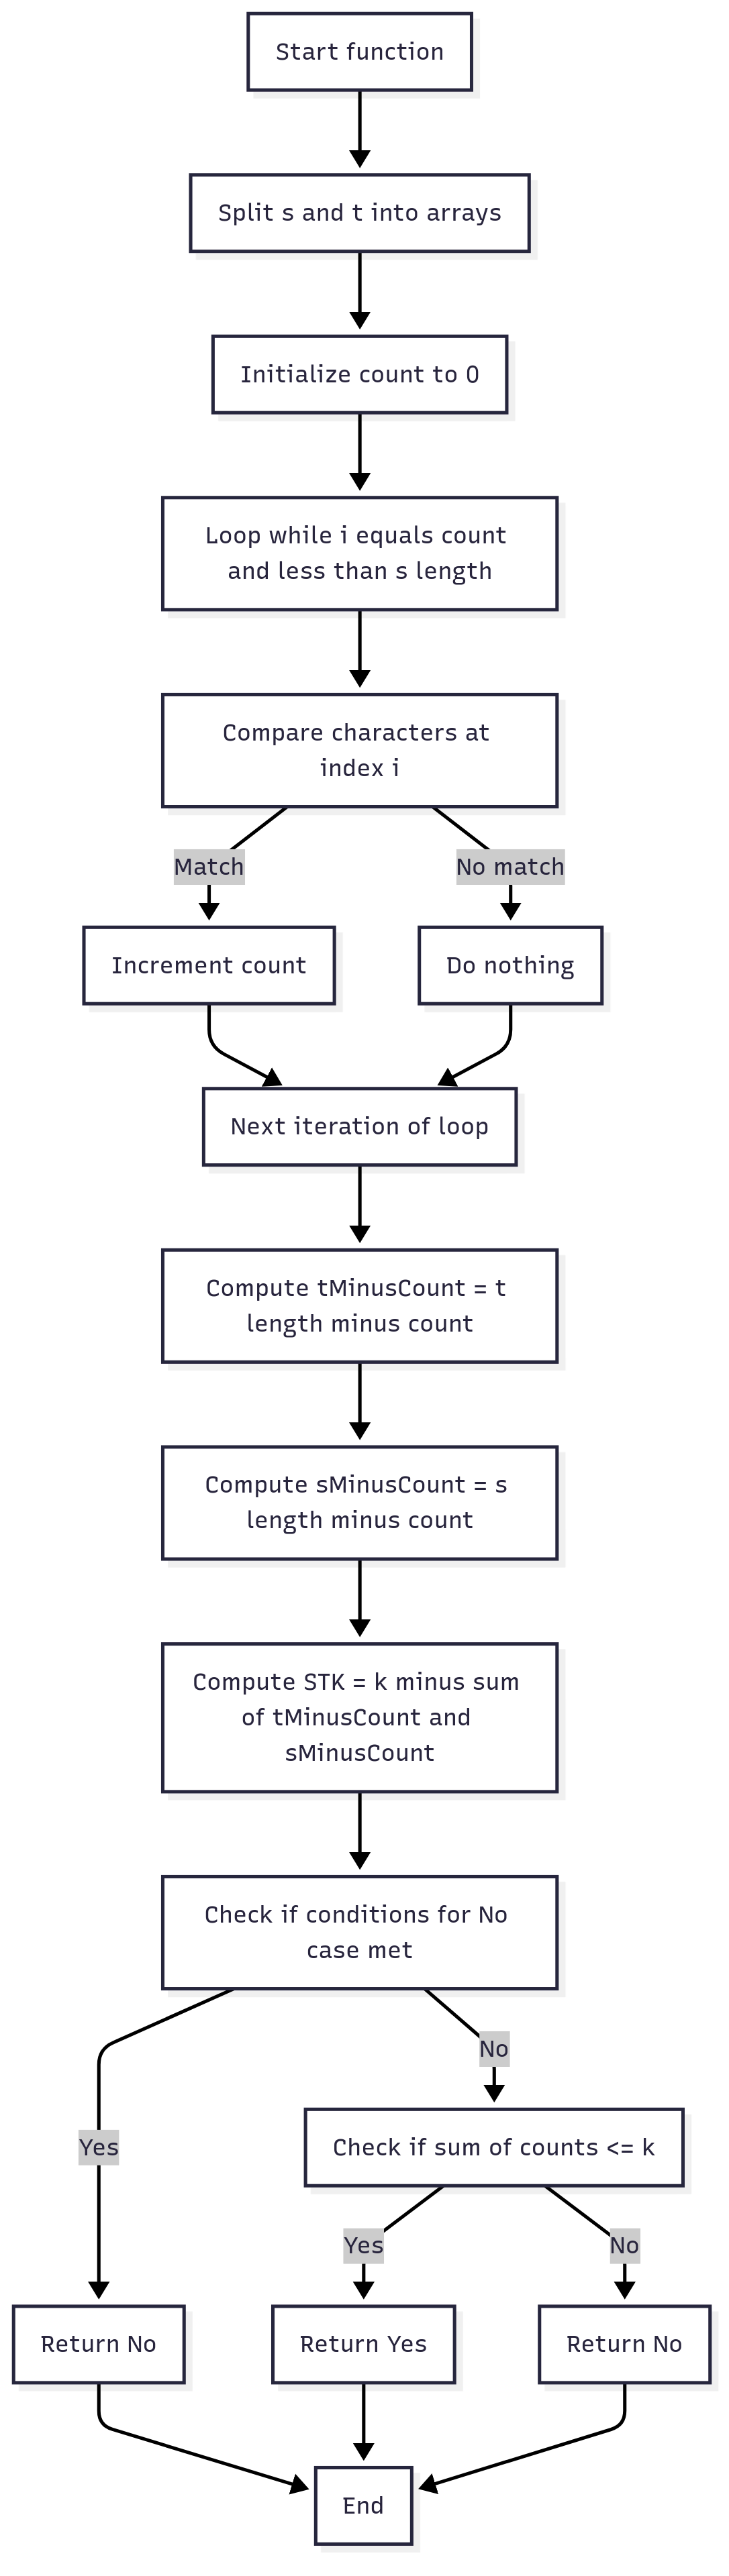 Start function
Split s and t into arrays
Initialize count to 0
Loop while i equals count
and less than s length
Compare characters at
index i
Match
No match
Increment count
Do nothing
Next iteration of loop
Compute tMinusCount = t
length minus count
Compute sMinusCount = s
length minus count
Compute STK = k minus sum
of tMinusCount and
sMinusCount
Check if conditions for No
case met
No
Yes
Check if sum of counts <= k
Yes
No
Return No
Return Yes
Return No
End